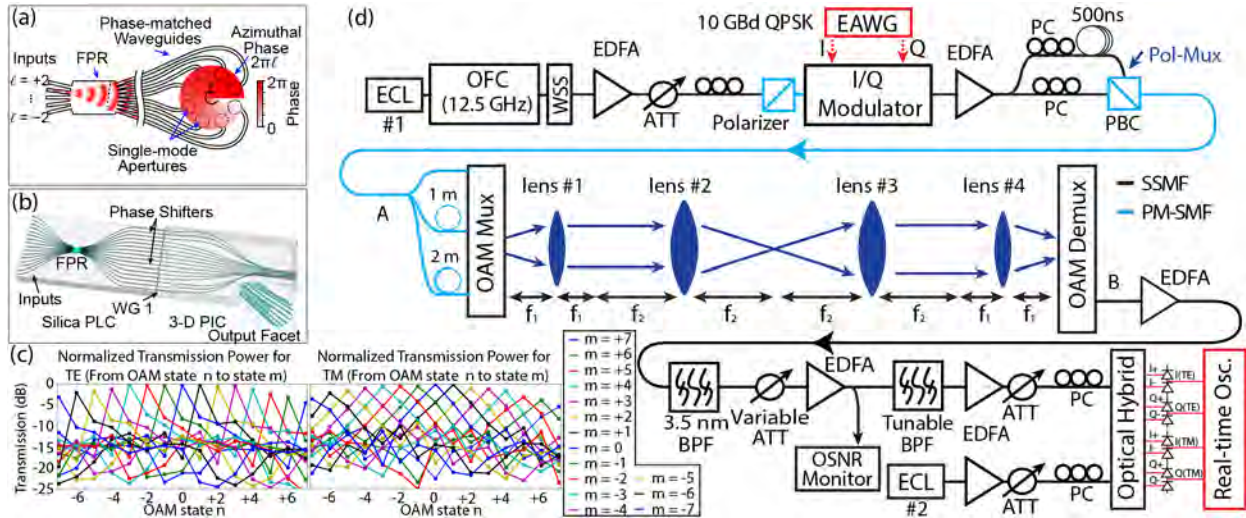 (a)
Phase-matched
Waveguides
Azimuthal
Phase
2πℓ
Inputs
FPR
ℓ = +2
⋮
ℓ = −2
2π
0
Phase
Single-mode
Apertures
(b)
Phase Shifters
FPR
Inputs
WG 1
Silica PLC
3-D PIC
Output Facet
(c)
Normalized Transmission Power for
TE (From OAM state n to state m)
Normalized Transmission Power for
TM (From OAM state n to state m)
Transmission (dB)
0
-5
-10
-15
-20
-25
-6 -4 -2 0 +2 +4 +6
OAM state n
-6 -4 -2 0 +2 +4 +6
OAM state n
m = +7
m = +6
m = +5
m = +4
m = +3
m = +2
m = +1
m = 0
m = -1
m = -2
m = -3
m = -4
m = -5
m = -6
m = -7
(d)
10 GBd QPSK
EAWG
I
Q
500ns
PC
EDFA
EDFA
Pol-Mux
ECL
#1
OFC
(12.5 GHz)
WSS
ATT
Polarizer
I/Q
Modulator
PC
PBC
A
1 m
2 m
OAM Mux
lens #1
lens #2
lens #3
lens #4
f₁ f₁ f₂ f₂ f₂ f₂ f₁ f₁
OAM Demux
SSMF
PM-SMF
B
EDFA
3.5 nm
BPF
Variable
ATT
EDFA
OSNR
Monitor
Tunable
BPF
EDFA
ATT
PC
ECL
#2
ATT
PC
Optical Hybrid
I+
I-
I(TE)
Q+
Q-
Q(TE)
I+
I-
I(TM)
Q+
Q-
Q(TM)
Real-time Osc.